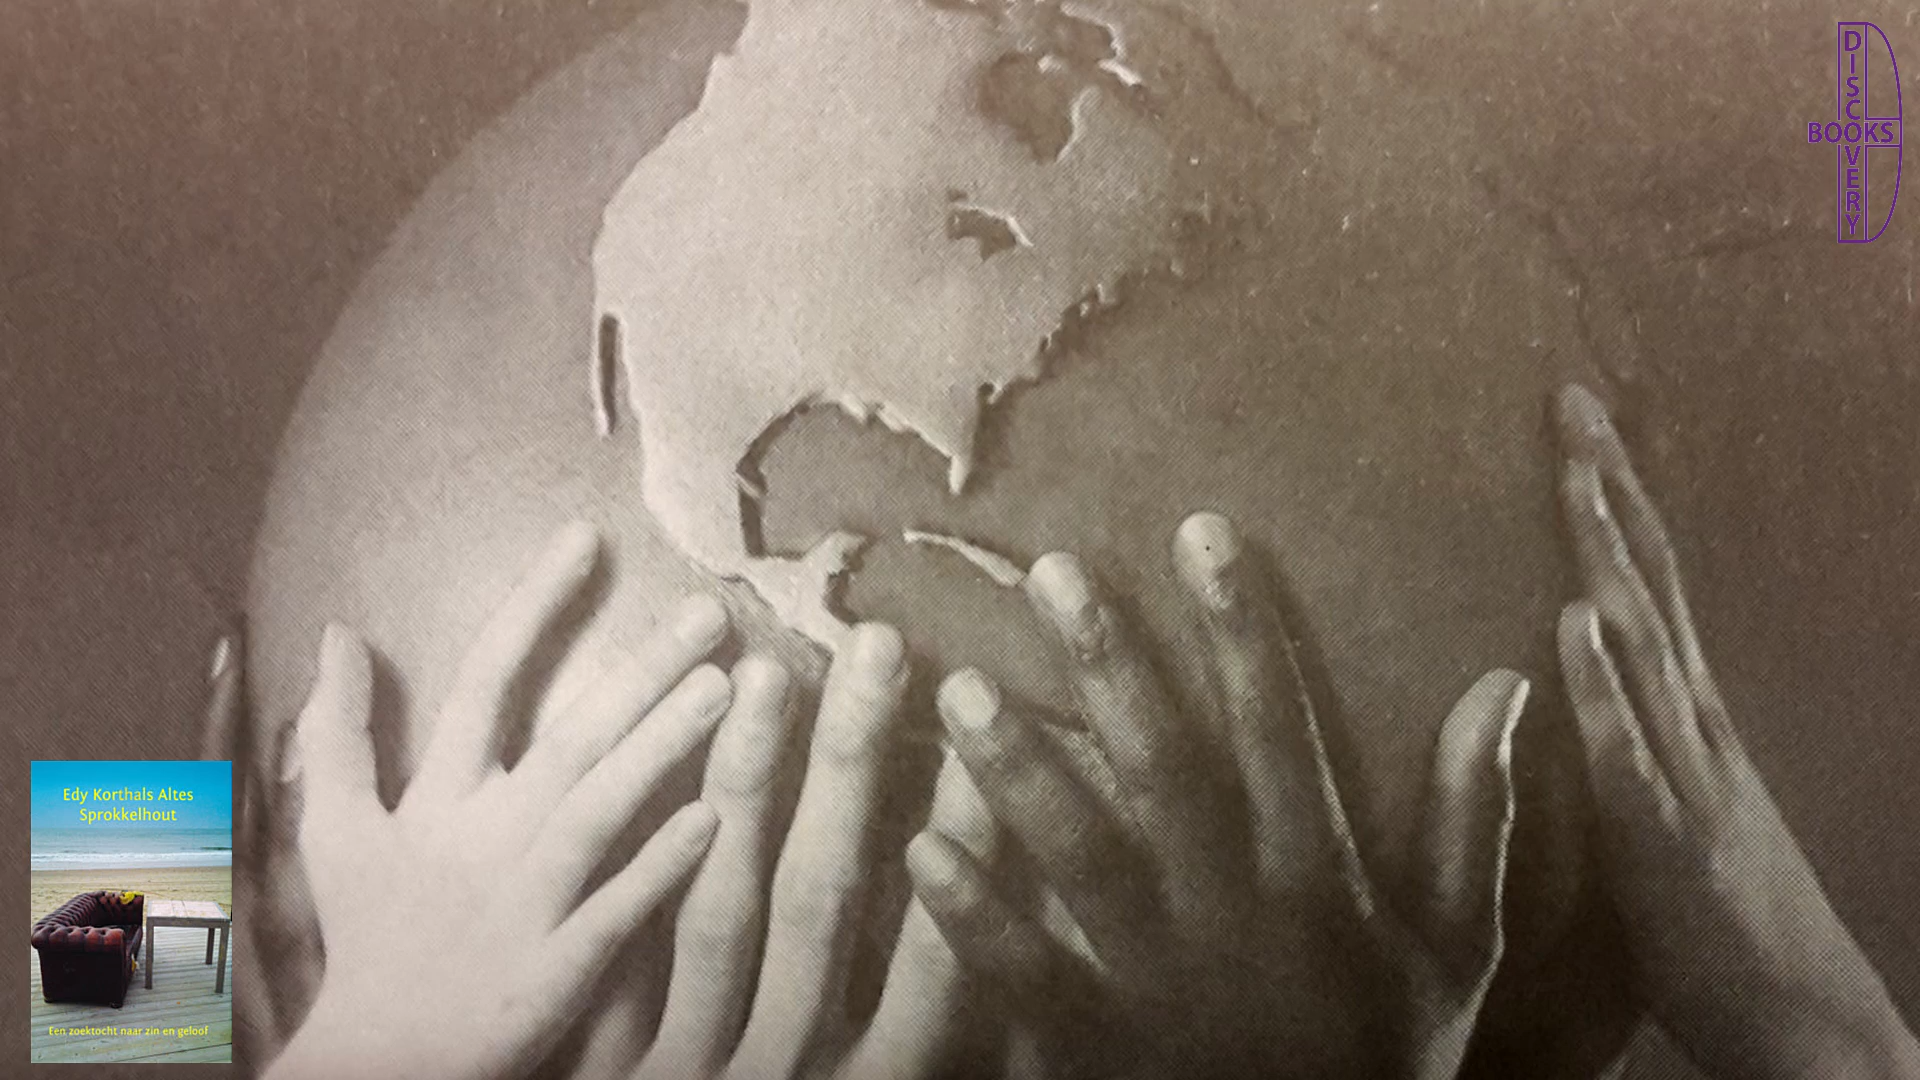 DISCOVERY
BOOKS
Edy Korthals Altes
Sprokkelhout
Een zoektocht naar zin en geloof